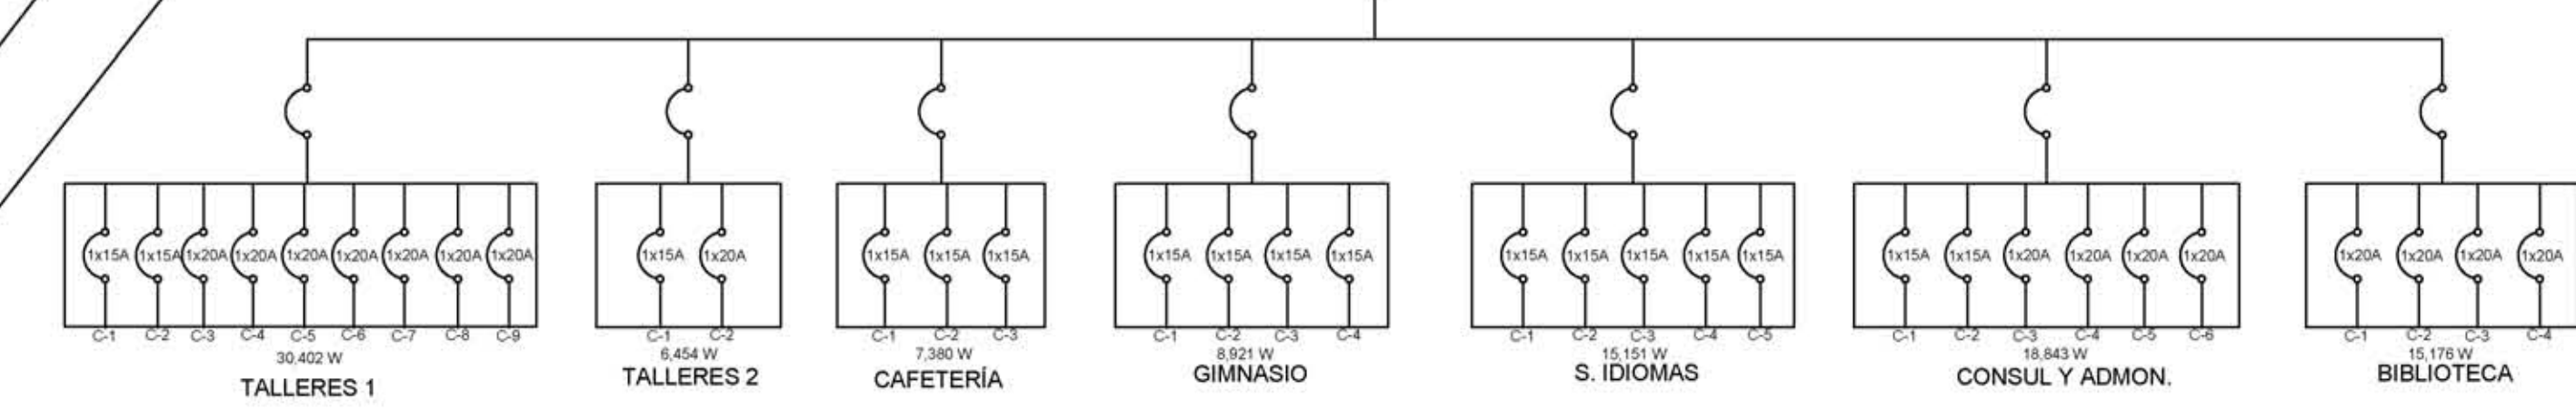 1x15A 1x15A 1x20A 1x20A 1x20A 1x20A 1x20A 1x20A 1x20A
C-1 C-2 C-3 C-4 C-5 C-6 C-7 C-8 C-9
30,402 W
TALLERES 1
1x15A 1x20A
C-1 C-2
6,454 W
TALLERES 2
1x15A 1x15A 1x15A
C-1 C-2 C-3
7,380 W
CAFETERÍA
1x15A 1x15A 1x15A 1x15A
C-1 C-2 C-3 C-4
8,921 W
GIMNASIO
1x15A 1x15A 1x15A 1x15A 1x15A
C-1 C-2 C-3 C-4 C-5
15,151 W
S. IDIOMAS
1x15A 1x15A 1x20A 1x20A 1x20A 1x20A
C-1 C-2 C-3 C-4 C-5 C-6
18,843 W
CONSUL Y ADMON.
1x20A 1x20A 1x20A 1x20A
C-1 C-2 C-3 C-4
15,176 W
BIBLIOTECA